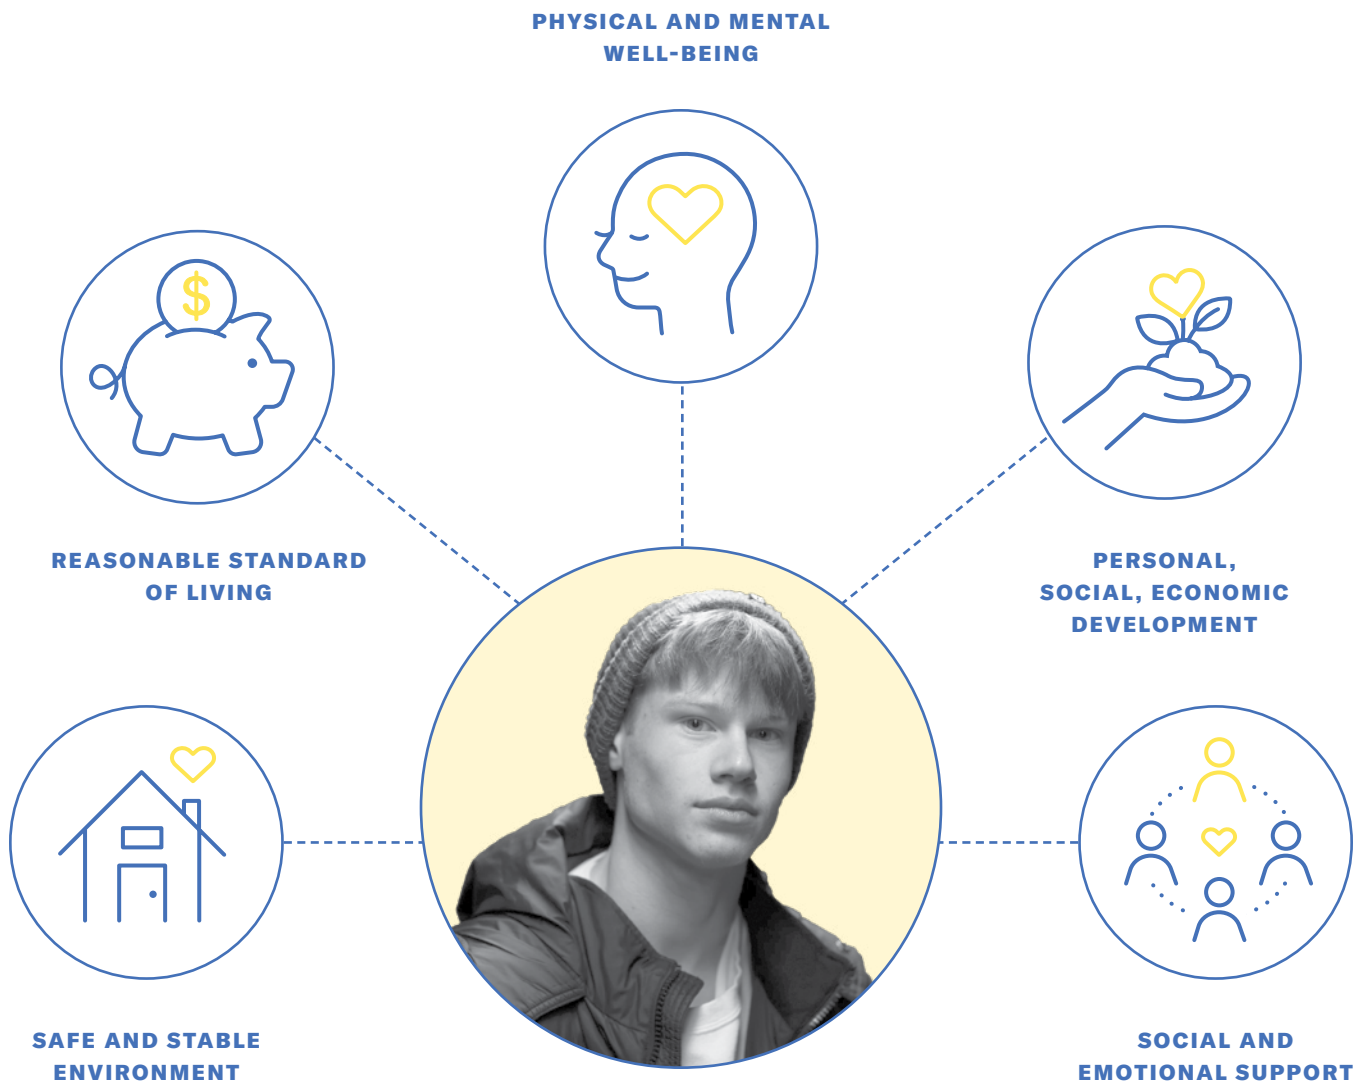 PHYSICAL AND MENTAL
WELL-BEING
$
REASONABLE STANDARD
OF LIVING
PERSONAL,
SOCIAL, ECONOMIC
DEVELOPMENT
SAFE AND STABLE
ENVIRONMENT
SOCIAL AND
EMOTIONAL SUPPORT